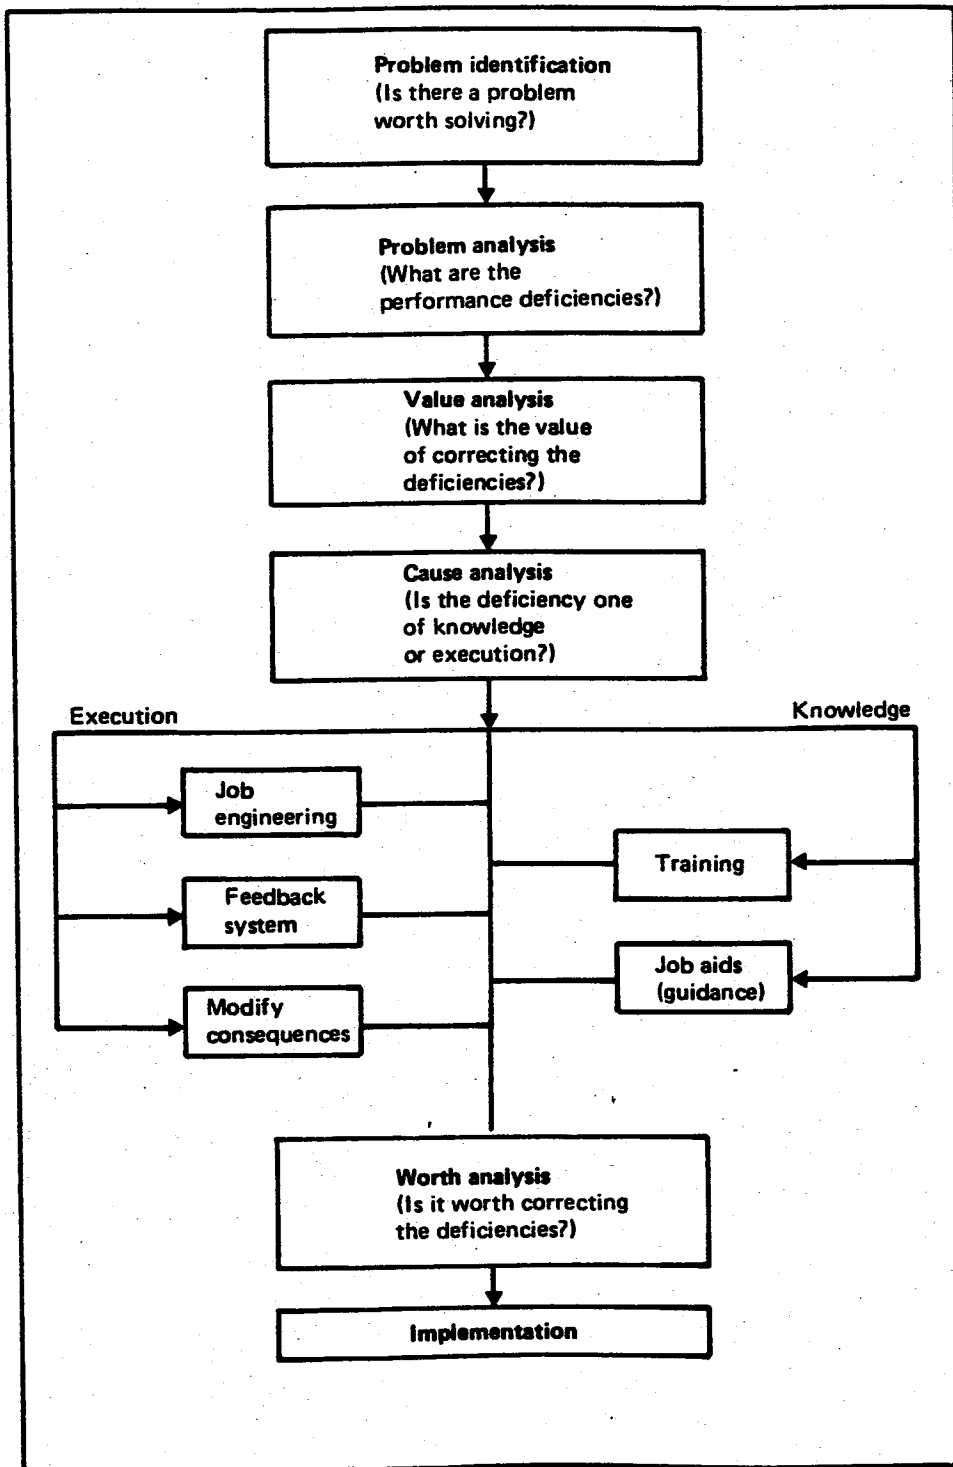 Problem identification
(Is there a problem
worth solving?)
Problem analysis
(What are the
performance deficiencies?)
Value analysis
(What is the value
of correcting the
deficiencies?)
Cause analysis
(Is the deficiency one
of knowledge
or execution?)
Execution
Knowledge
Job
engineering
Training
Feedback
system
Job aids
(guidance)
Modify
consequences
Worth analysis
(Is it worth correcting
the deficiencies?)
Implementation